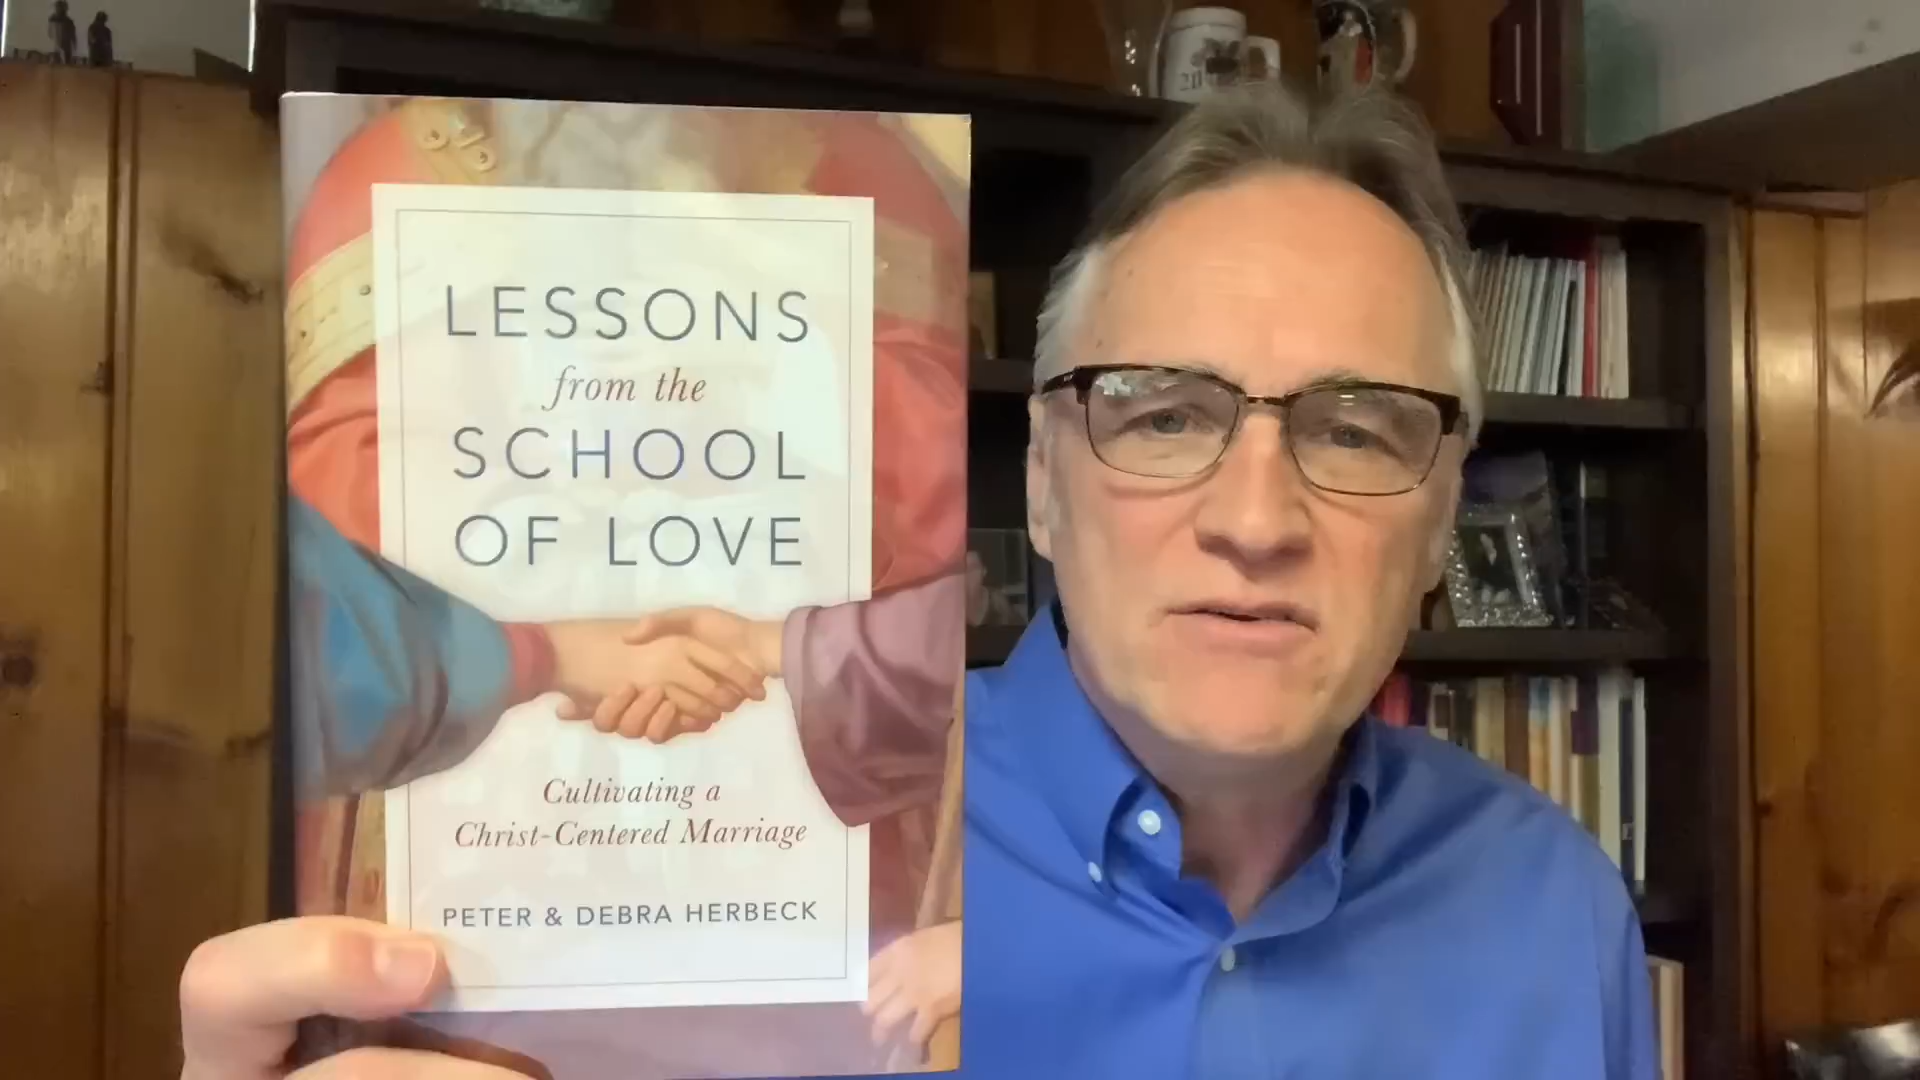 LESSONS
from the
SCHOOL
OF LOVE
Cultivating a
Christ-Centered Marriage
PETER & DEBRA HERBECK